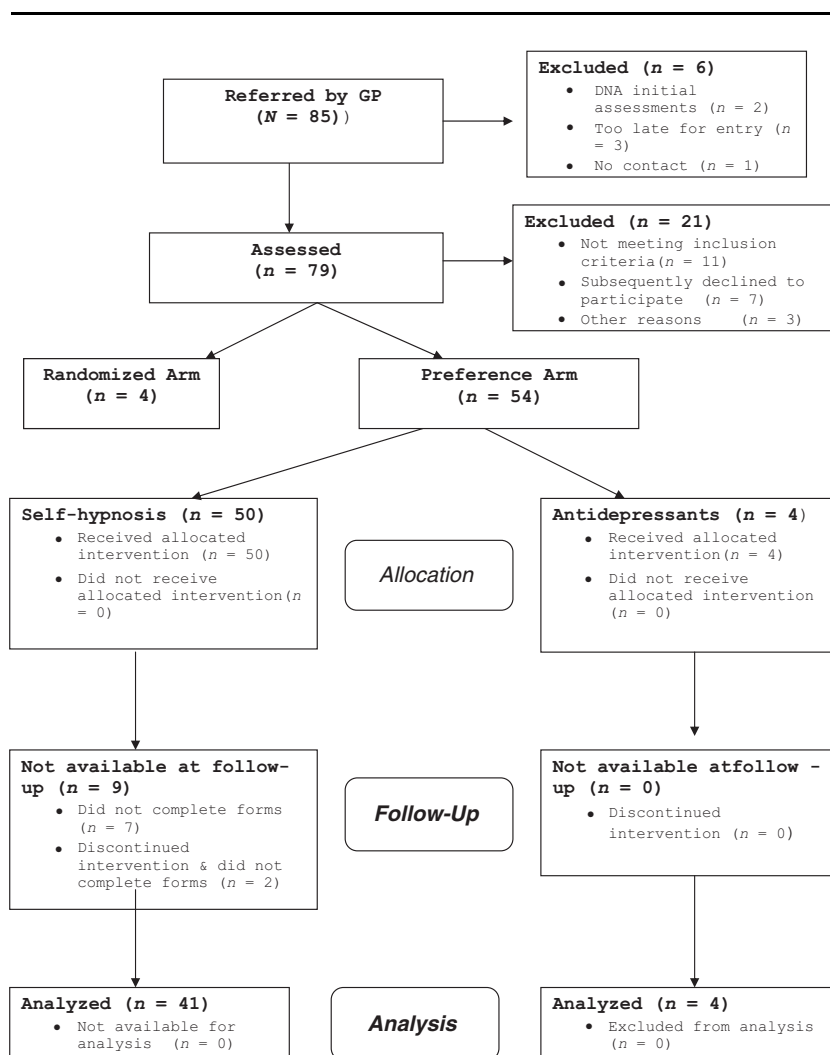 Referred by GP
(N = 85))
Excluded (n = 6)
• DNA initial
assessments (n = 2)
• Too late for entry (n
= 3)
• No contact (n = 1)
Assessed
(n = 79)
Excluded (n = 21)
• Not meeting inclusion
criteria(n = 11)
• Subsequently declined to
participate (n = 7)
• Other reasons (n = 3)
Randomized Arm
(n = 4)
Preference Arm
(n = 54)
Self-hypnosis (n = 50)
• Received allocated
intervention (n = 50)
• Did not receive
allocated intervention(n
= 0)
Allocation
Antidepressants (n = 4)
• Received allocated
intervention(n = 4)
• Did not receive
allocated intervention
(n = 0)
Not available at follow-
up (n = 9)
• Did not complete forms
(n = 7)
• Discontinued
intervention & did not
complete forms (n = 2)
Follow-Up
Not available atfollow -
up (n = 0)
• Discontinued
intervention (n = 0)
Analyzed (n = 41)
• Not available for
analysis (n = 0)
Analysis
Analyzed (n = 4)
• Excluded from analysis
(n = 0)